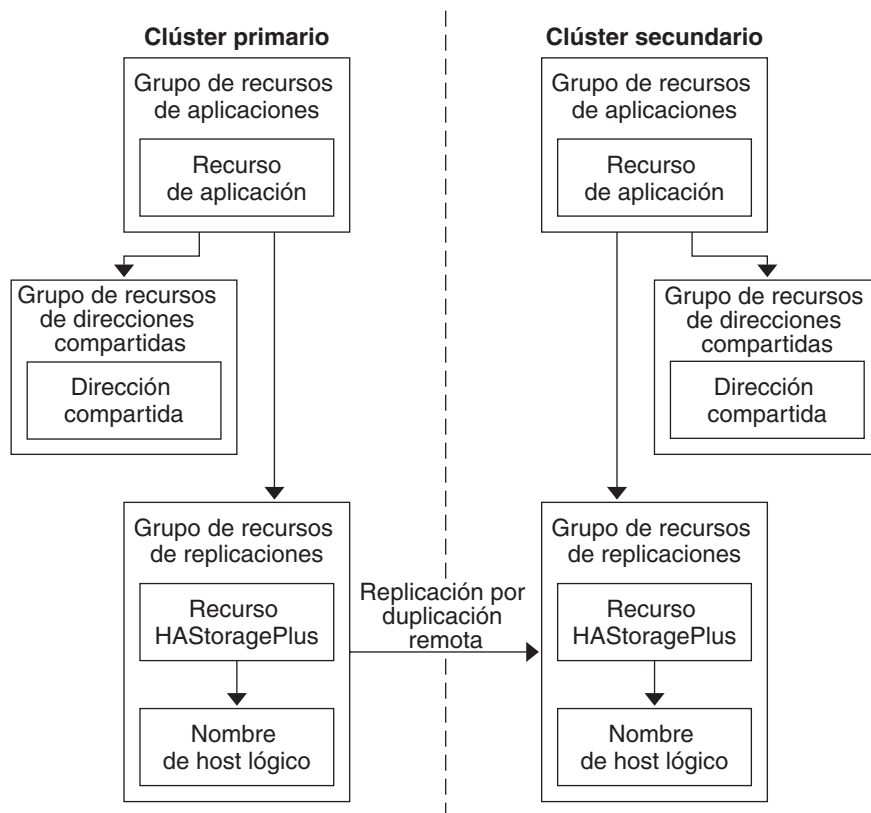 Clúster primario
Grupo de recursos
de aplicaciones
Recurso
de aplicación
Grupo de recursos
de direcciones
compartidas
Dirección
compartida
Grupo de recursos
de replicaciones
Recurso
HAStoragePlus
Nombre
de host lógico
Replicación por
duplicación
remota
Clúster secundario
Grupo de recursos
de aplicaciones
Recurso
de aplicación
Grupo de recursos
de direcciones
compartidas
Dirección
compartida
Grupo de recursos
de replicaciones
Recurso
HAStoragePlus
Nombre
de host lógico